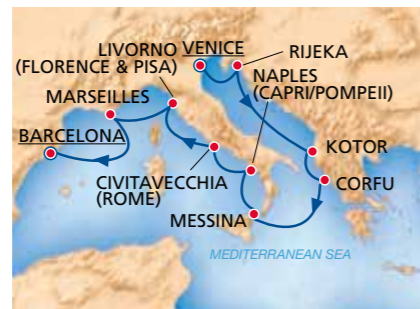 LIVORNO
(FLORENCE & PISA)
VENICE
RIJEKA
NAPLES
(CAPRI/POMPEII)
MARSEILLES
BARCELONA
KOTOR
CIVITAVECCHIA
(ROME)
CORFU
MESSINA
MEDITERRANEAN SEA